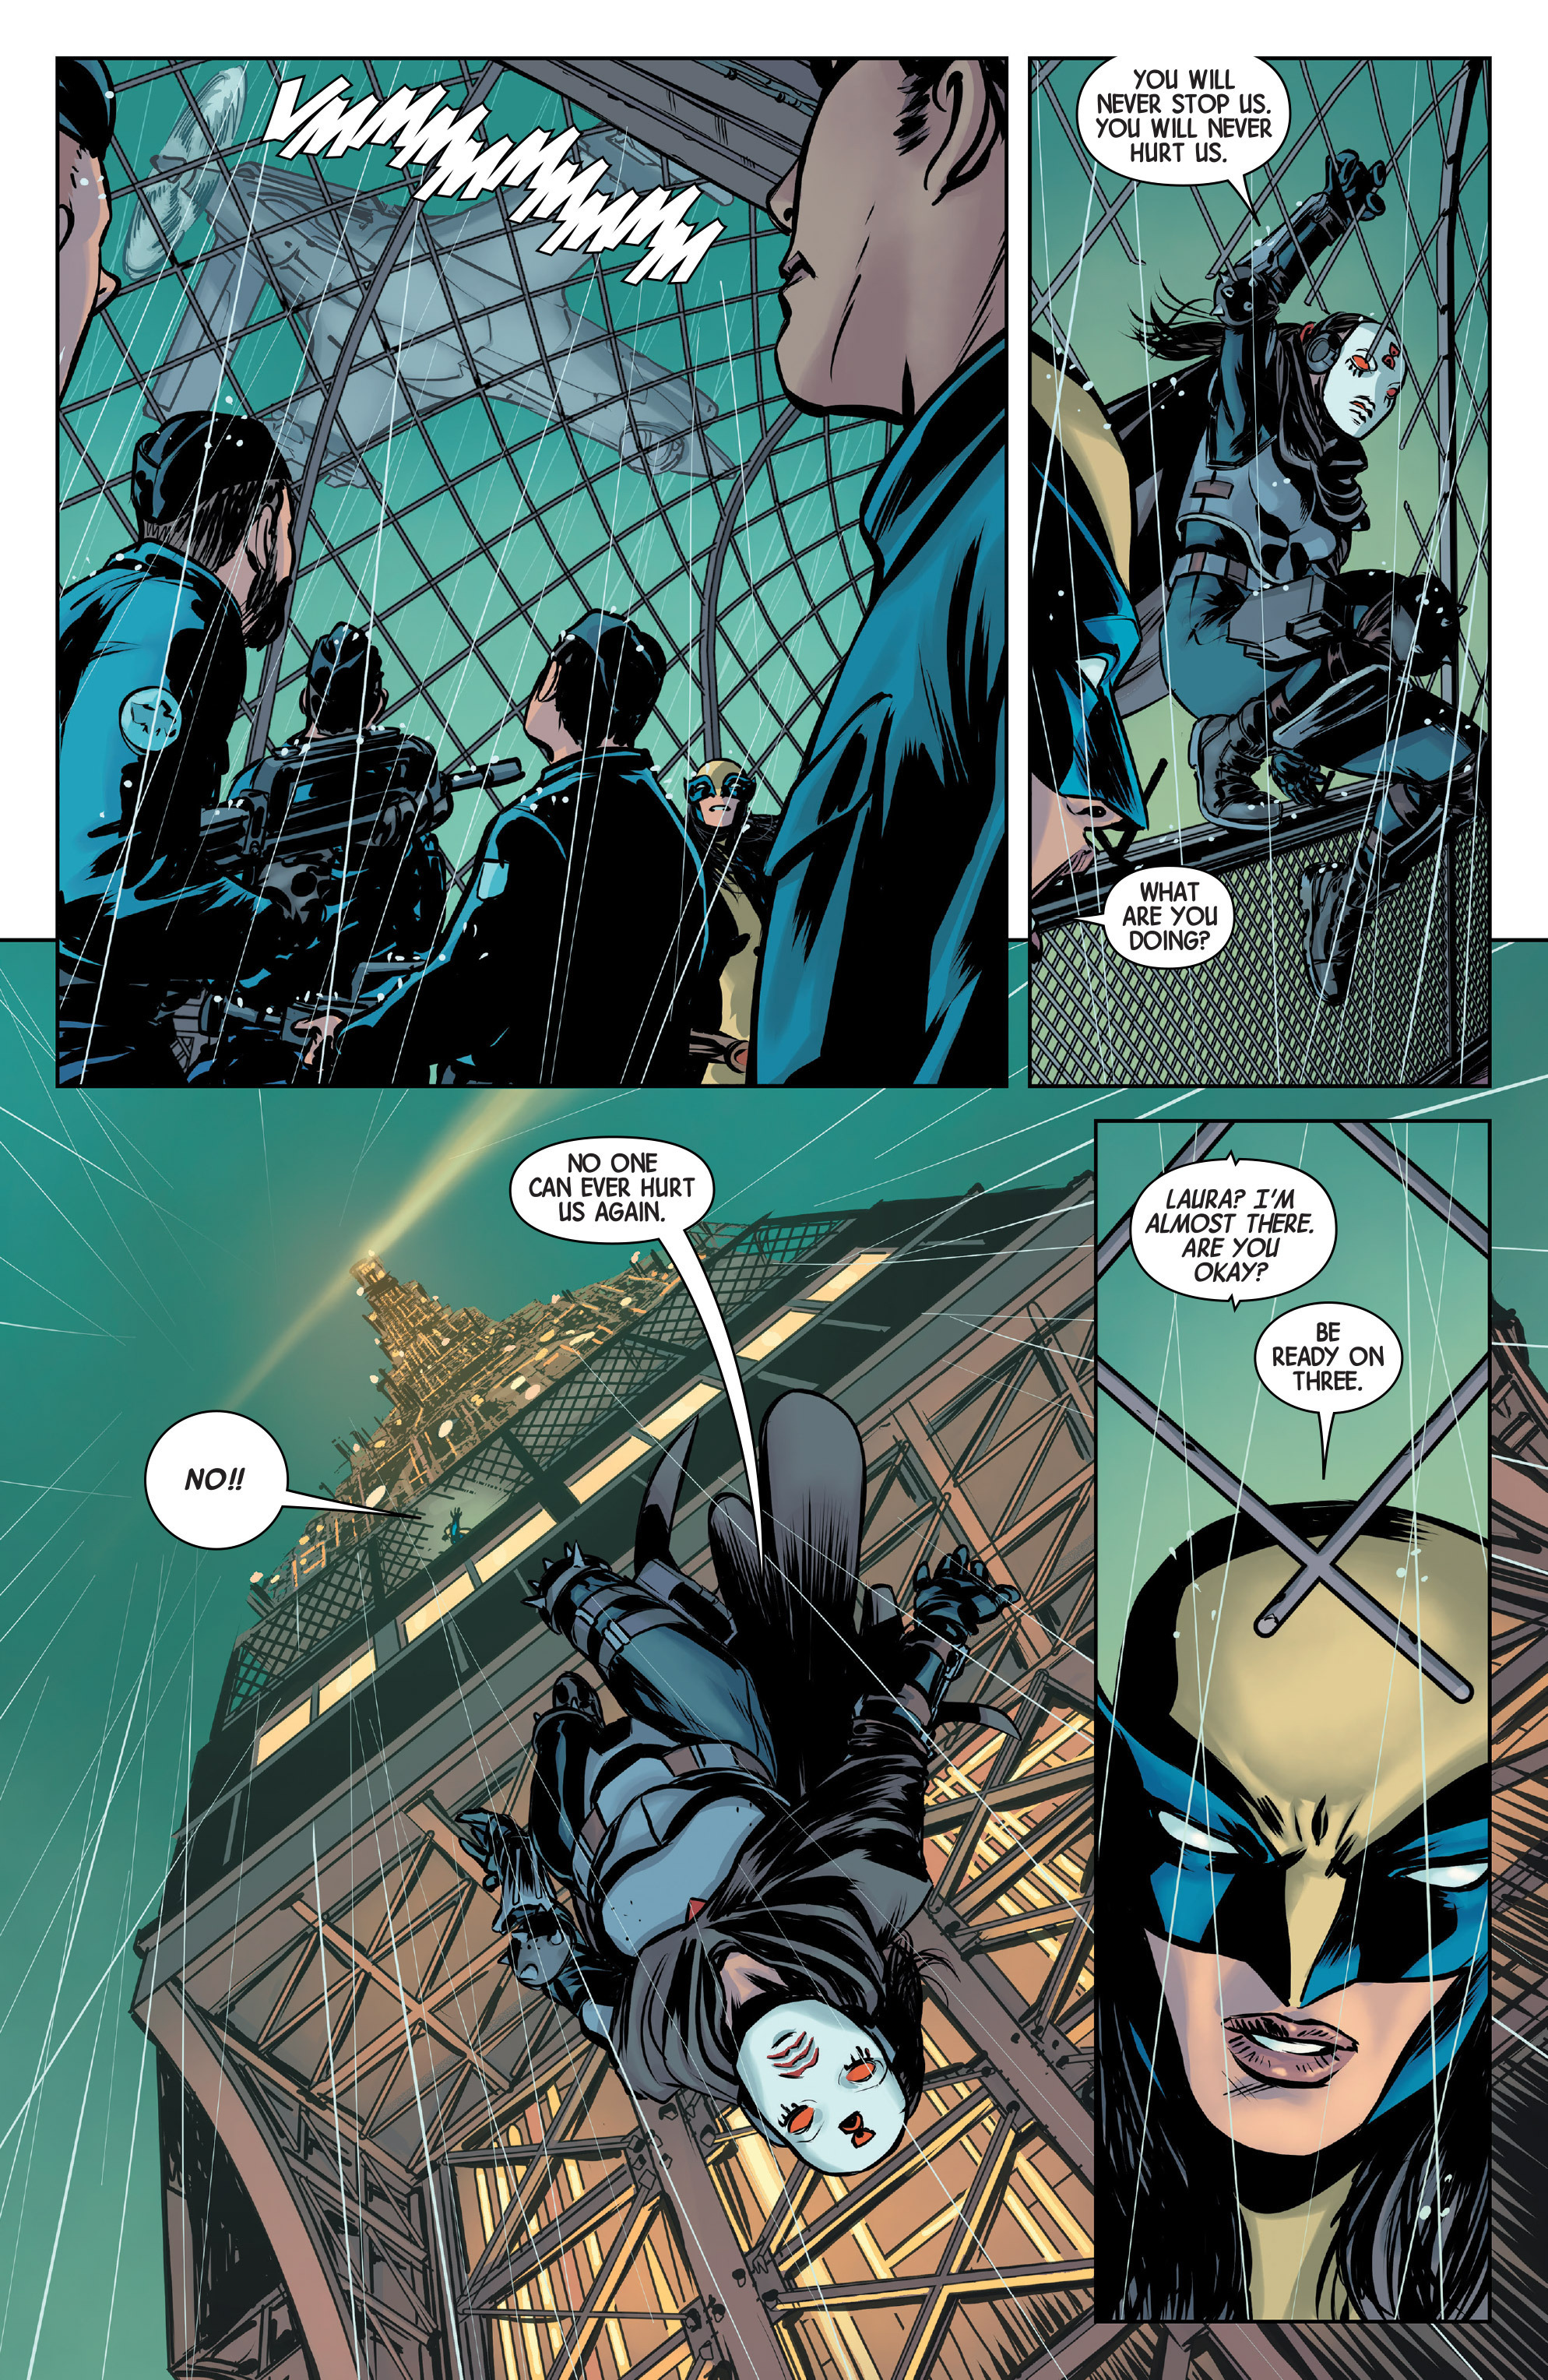 VMMMMMMMMMM
YOU WILL
NEVER STOP US.
YOU WILL NEVER
HURT US.
WHAT
ARE YOU
DOING?
NO ONE
CAN EVER HURT
US AGAIN.
NO!!
LAURA? I'M
ALMOST THERE.
ARE YOU
OKAY?
BE
READY ON
THREE.